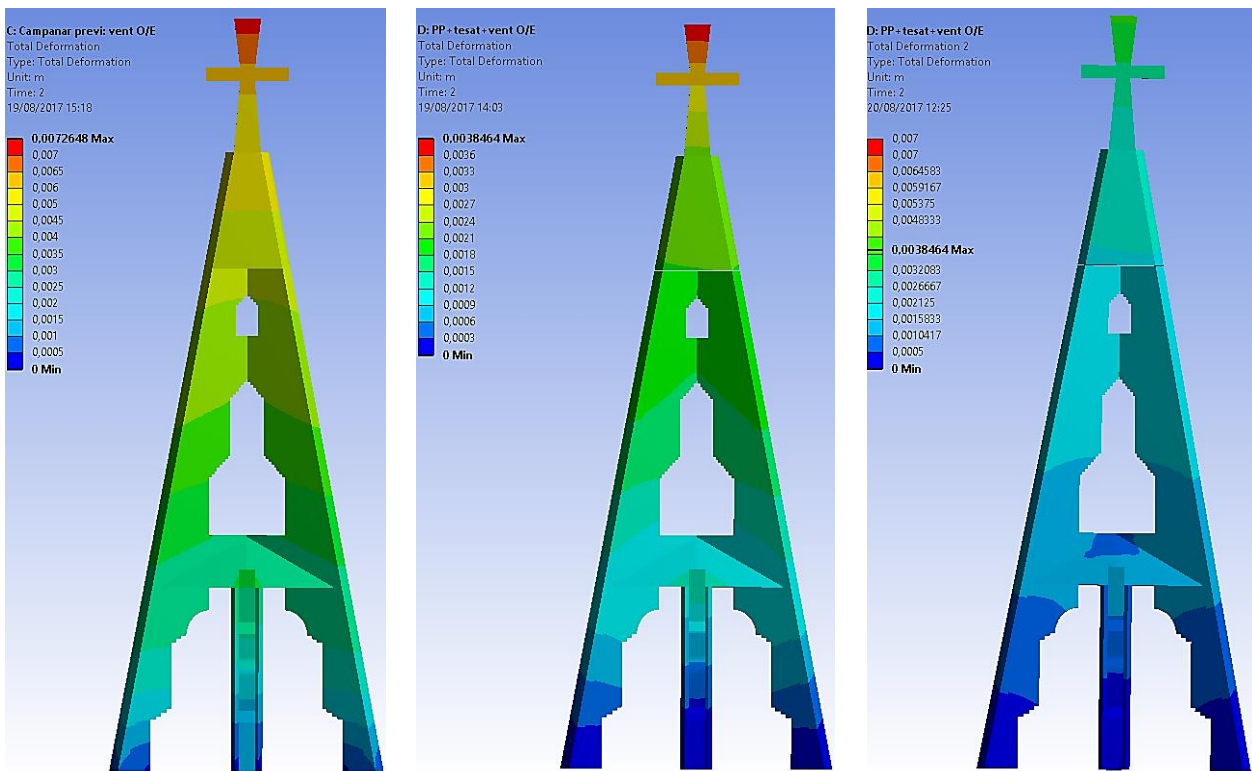 C: Campanar previ: vent O/E
Total Deformation
Type: Total Deformation
Unit: m
Time: 2
19/08/2017 15:18
0,0072648 Max
0,007
0,0065
0,006
0,005
0,0045
0,004
0,0035
0,003
0,0025
0,002
0,0015
0,001
0,0005
0 Min
D: PP+tesat+vent O/E
Total Deformation
Type: Total Deformation
Unit: m
Time: 2
19/08/2017 14:03
0,0038464 Max
0,0036
0,0033
0,003
0,0027
0,0024
0,0021
0,0018
0,0015
0,0012
0,0009
0,0006
0,0003
0 Min
D: PP+tesat+vent O/E
Total Deformation 2
Type: Total Deformation
Unit: m
Time: 2
20/08/2017 12:25
0,007
0,007
0,0064583
0,0059167
0,005375
0,0048333
0,0038464 Max
0,0032083
0,0026667
0,002125
0,0015833
0,0010417
0,0005
0 Min